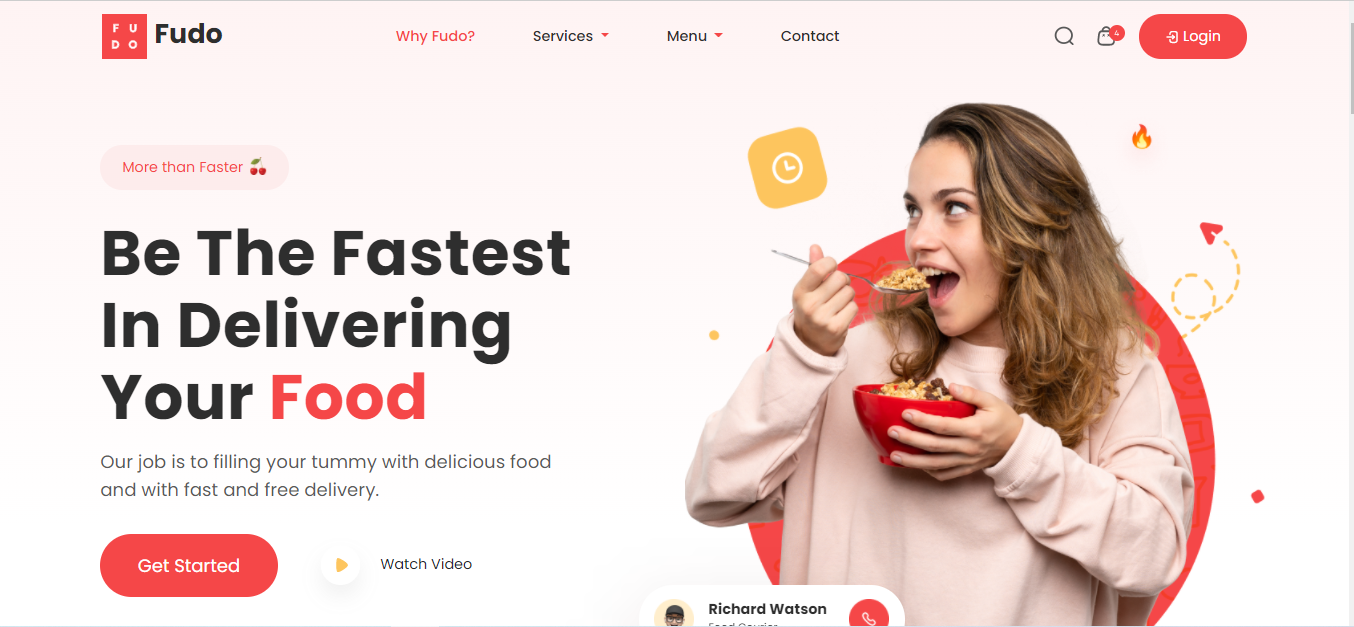 F U
D O
Fudo
Why Fudo?
Services
Menu
Contact
4
Login
More than Faster
Be The Fastest
In Delivering
Your Food
Our job is to filling your tummy with delicious food
and with fast and free delivery.
Get Started
Watch Video
Richard Watson
Food Courier